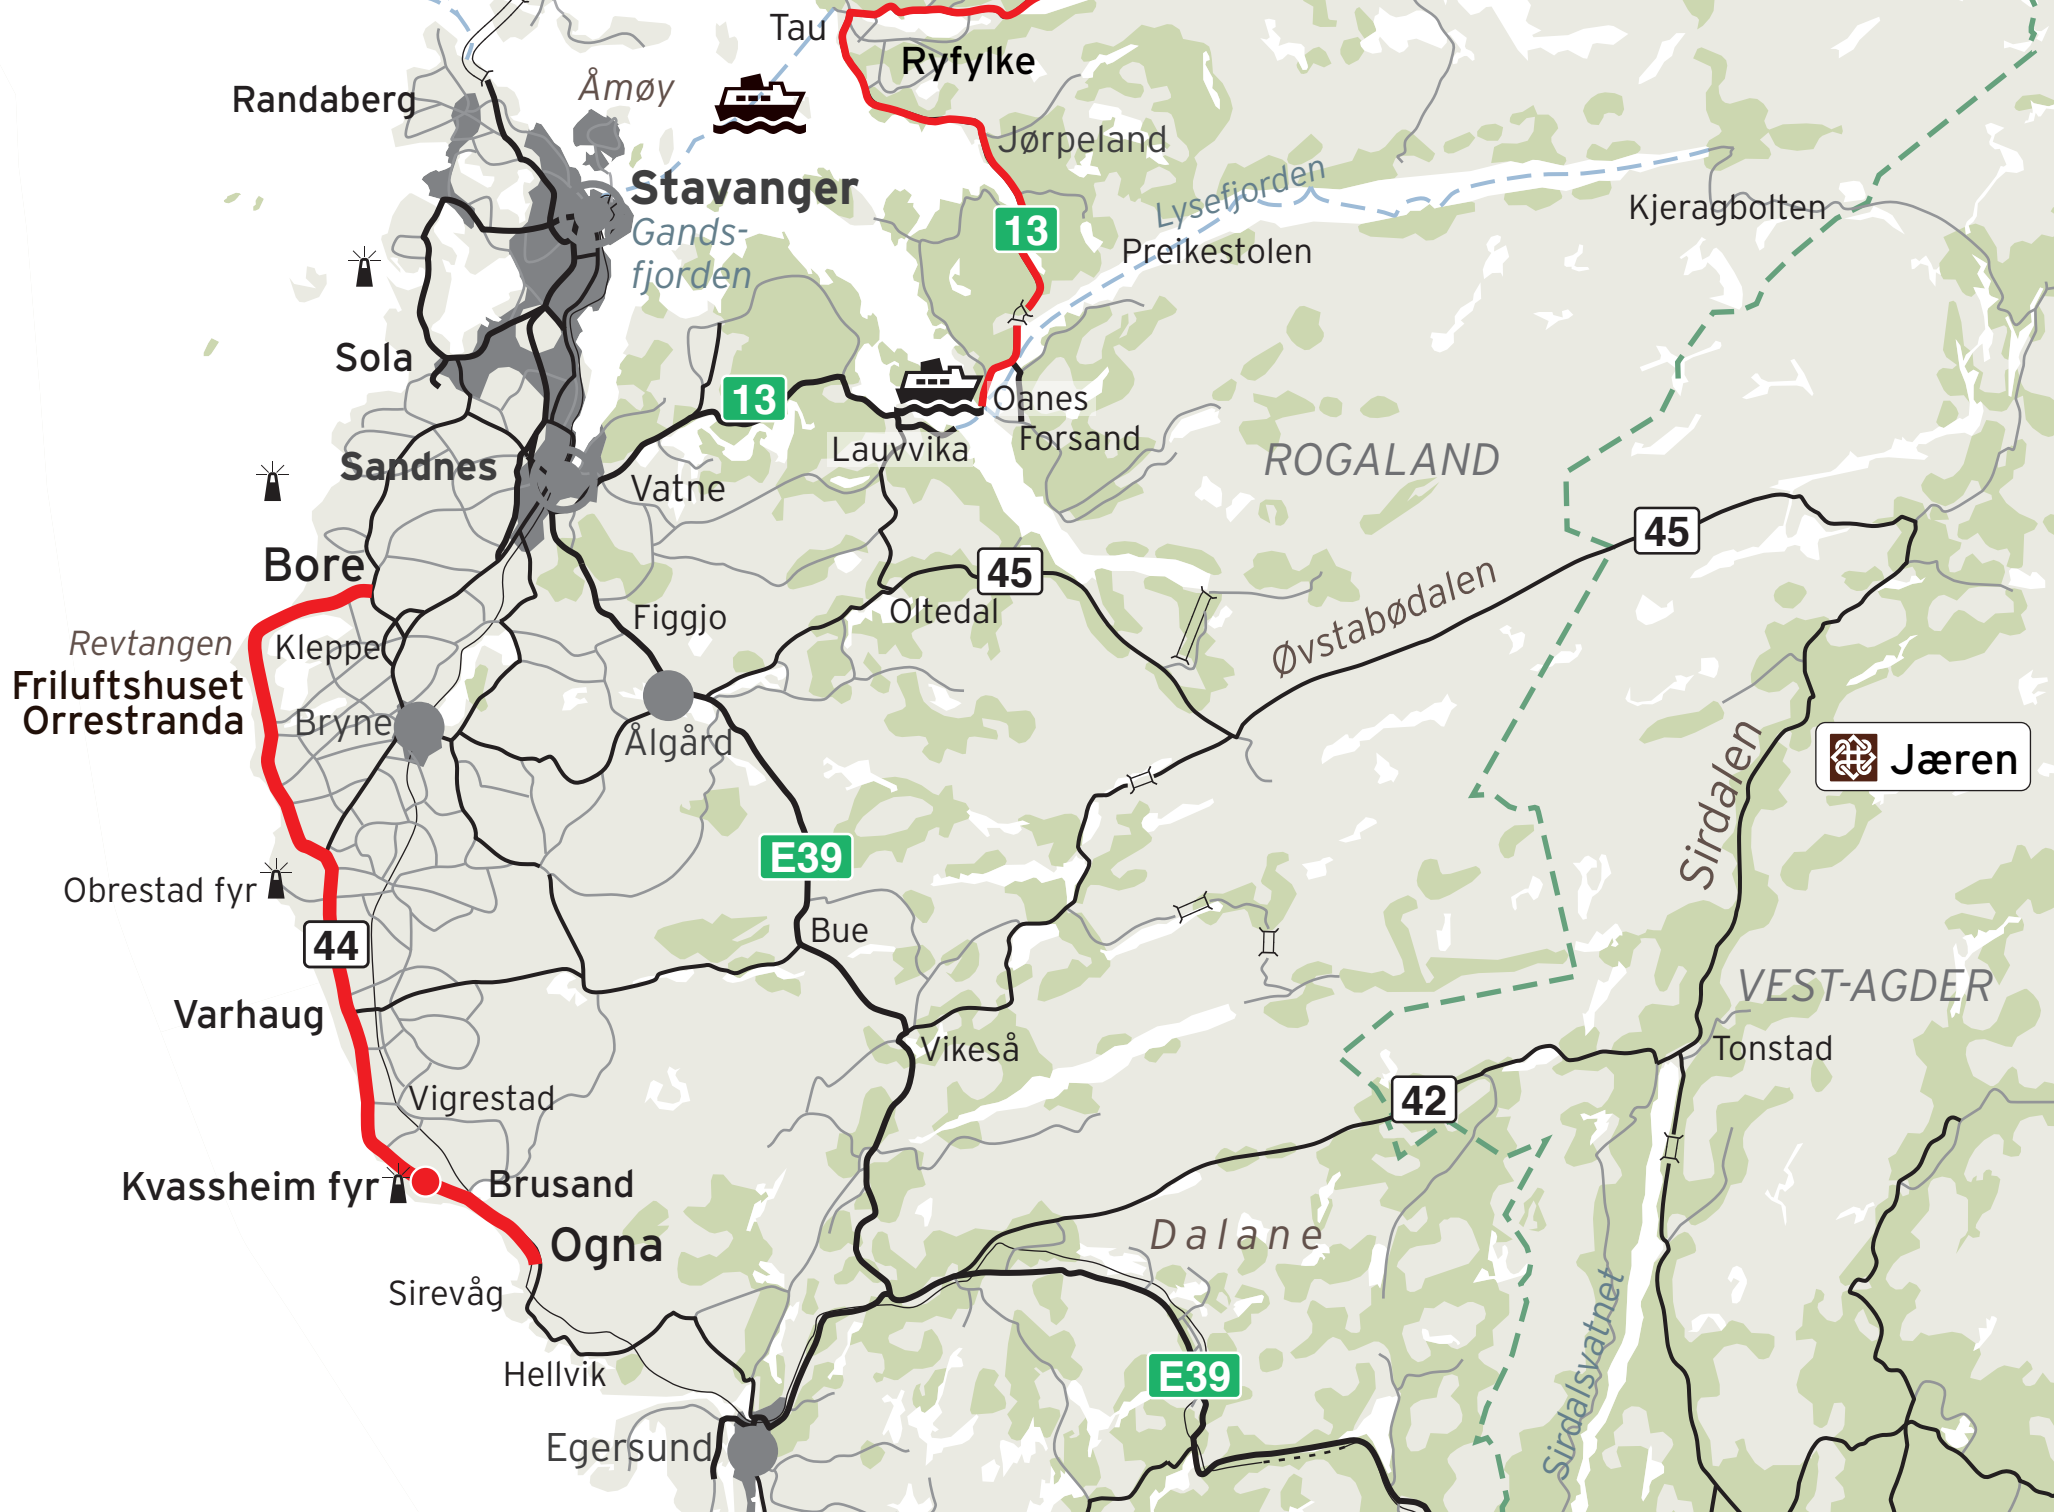 Tau
Ryfylke
Åmøy
Randaberg
Jørpeland
Stavanger
Lysefjorden
Kjeragbolten
13
Gands-
fjorden
Preikestolen
Sola
13
Oanes
Lauvvika
Forsand
ROGALAND
Sandnes
Vatne
45
Bore
45
Øvstabødalen
Figgjo
Oltedal
Revtangen
Kleppe
Friluftshuset
Orrestranda
Bryne
Ålgård
Jæren
Sirdalen
E39
Obrestad fyr
Bue
44
VEST-AGDER
Varhaug
Vikeså
Tonstad
Vigrestad
42
Kvassheim fyr
Brusand
Ogna
Dalane
Sirevåg
Sirdalsvatnet
Hellvik
E39
Egersund